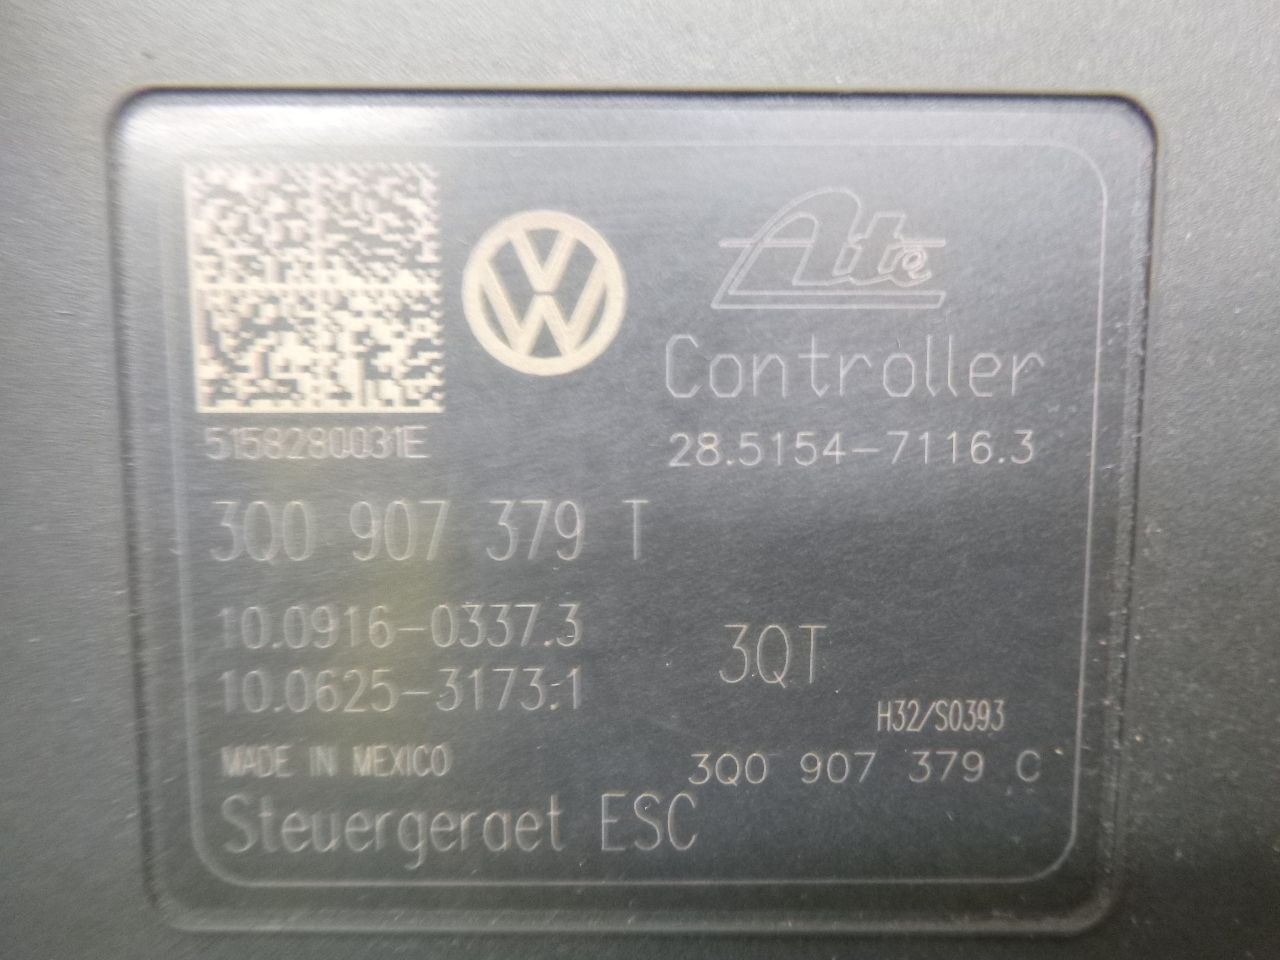 Ate
Controller
28.5154-7116.3
5158280031E
3Q0 907 379 T
10.0916-0337.3
10.0625-3173.1
3QT
H32/S0393
MADE IN MEXICO
3Q0 907 379 C
Steuergeraet ESC